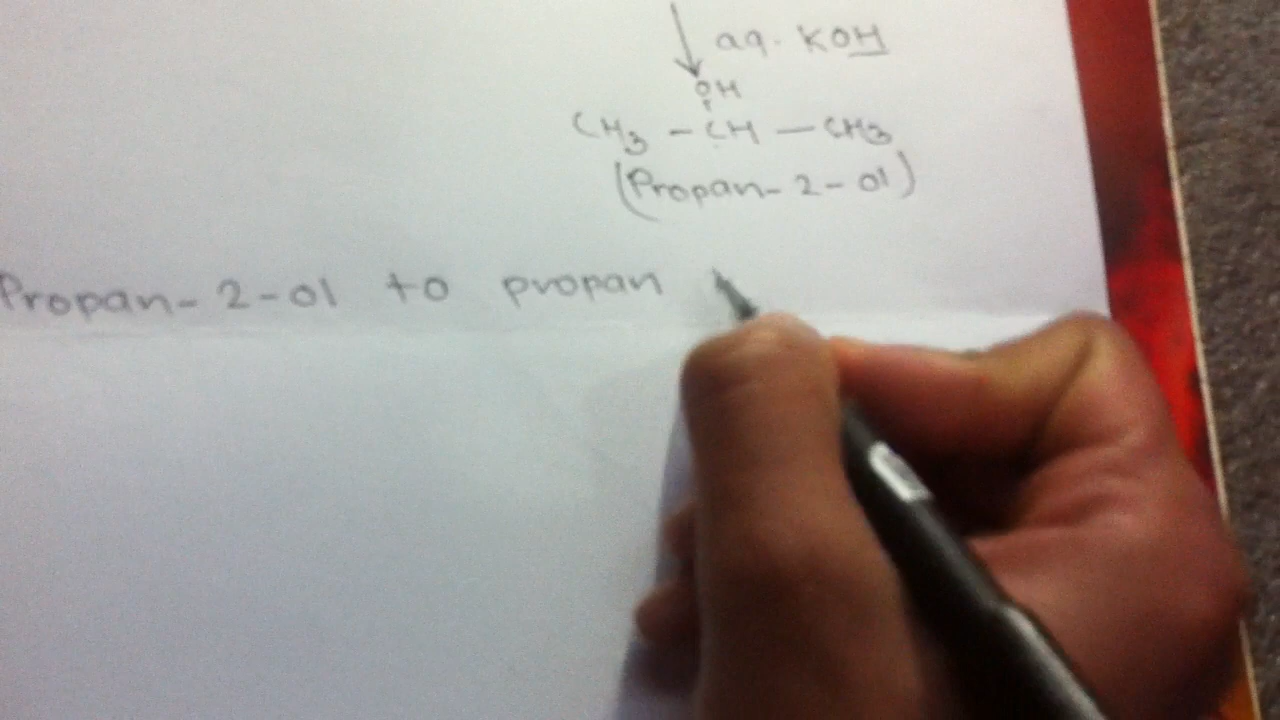 aq. KOH
OH
CH3 - CH - CH3
(Propan-2-ol)
Propan-2-ol to propan